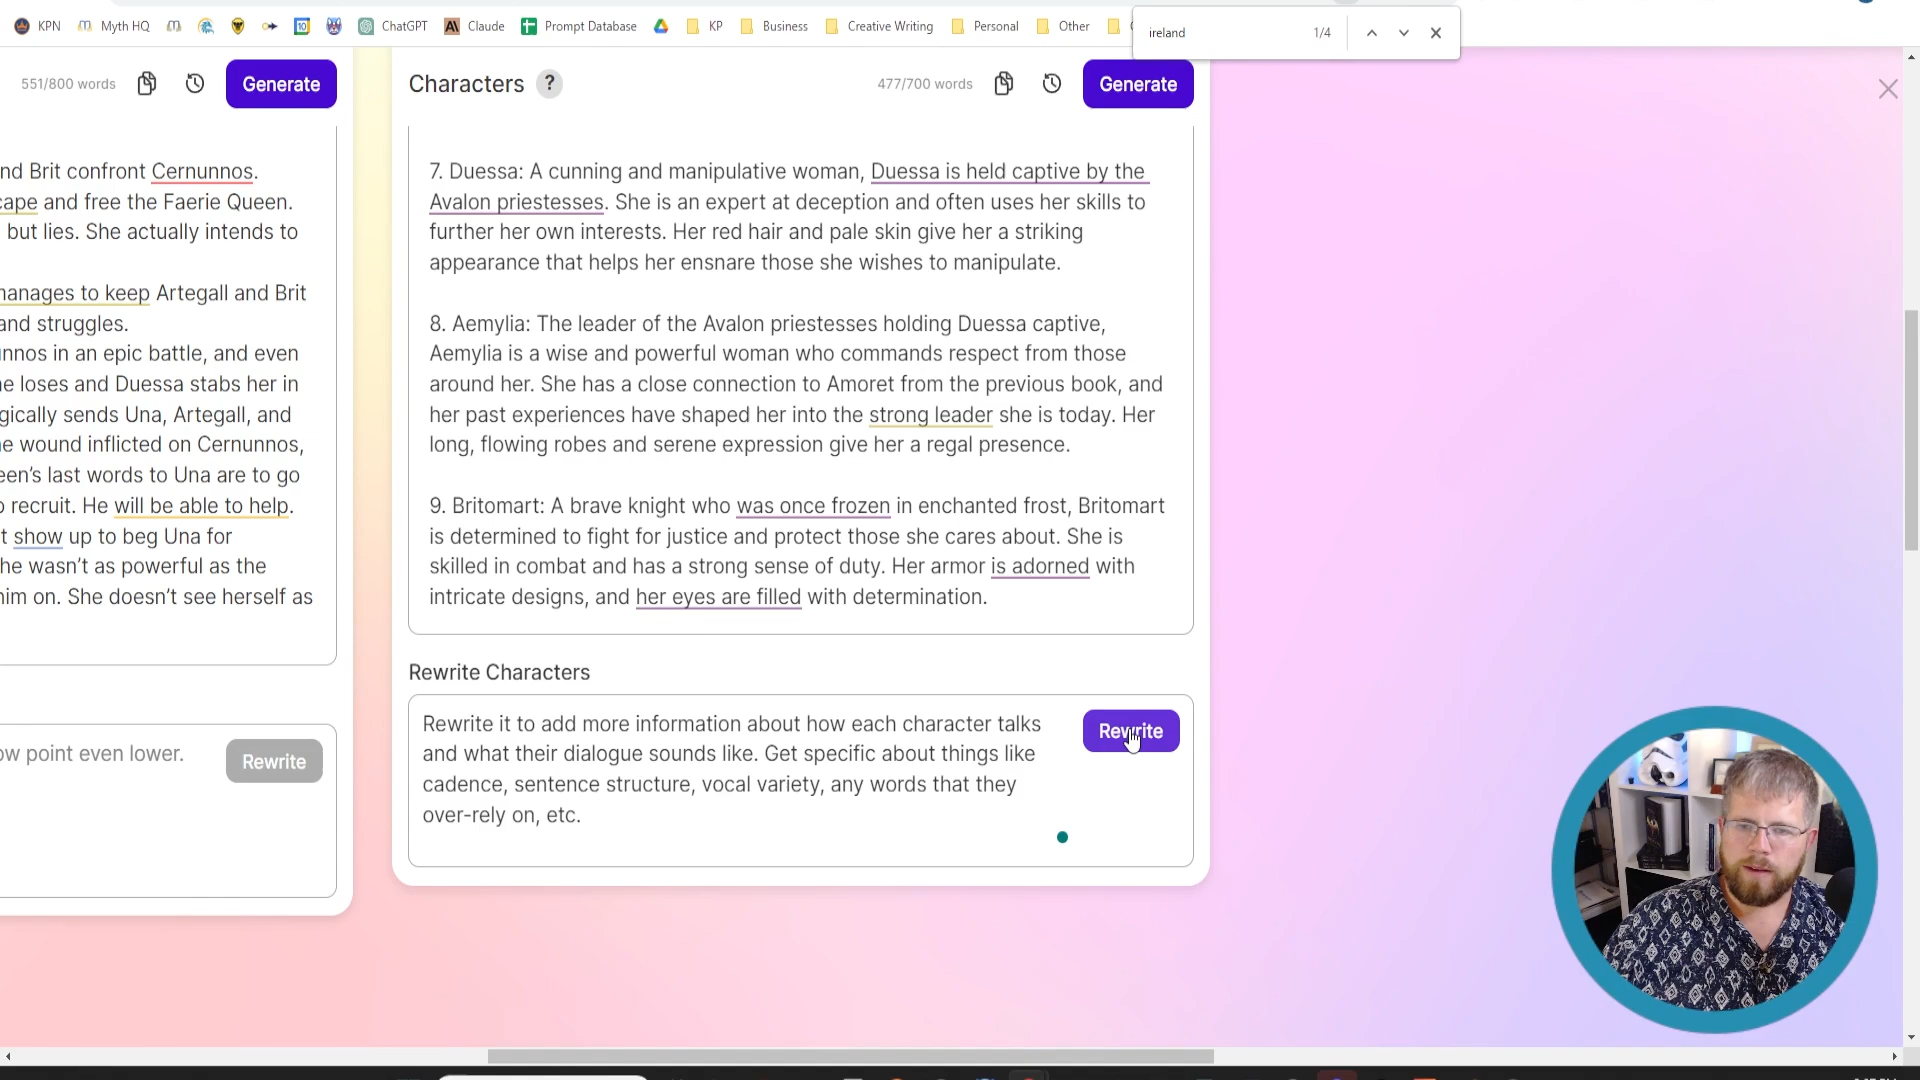 KPN
Myth HQ
ChatGPT
Claude
Prompt Database
KP
Business
Creative Writing
Personal
Other
ireland
1/4
551/800 words
Generate
nd Brit confront Cernunnos.
cape and free the Faerie Queen.
but lies. She actually intends to
manages to keep Artegall and Brit
and struggles.
nnos in an epic battle, and even
e loses and Duessa stabs her in
gically sends Una, Artegall, and
e wound inflicted on Cernunnos,
een's last words to Una are to go
o recruit. He will be able to help.
t show up to beg Una for
he wasn't as powerful as the
him on. She doesn't see herself as
ow point even lower.
Rewrite
Characters ?
477/700 words
Generate
7. Duessa: A cunning and manipulative woman, Duessa is held captive by the
Avalon priestesses. She is an expert at deception and often uses her skills to
further her own interests. Her red hair and pale skin give her a striking
appearance that helps her ensnare those she wishes to manipulate.
8. Aemylia: The leader of the Avalon priestesses holding Duessa captive,
Aemylia is a wise and powerful woman who commands respect from those
around her. She has a close connection to Amoret from the previous book, and
her past experiences have shaped her into the strong leader she is today. Her
long, flowing robes and serene expression give her a regal presence.
9. Britomart: A brave knight who was once frozen in enchanted frost, Britomart
is determined to fight for justice and protect those she cares about. She is
skilled in combat and has a strong sense of duty. Her armor is adorned with
intricate designs, and her eyes are filled with determination.
Rewrite Characters
Rewrite it to add more information about how each character talks
and what their dialogue sounds like. Get specific about things like
cadence, sentence structure, vocal variety, any words that they
over-rely on, etc.
Rewrite